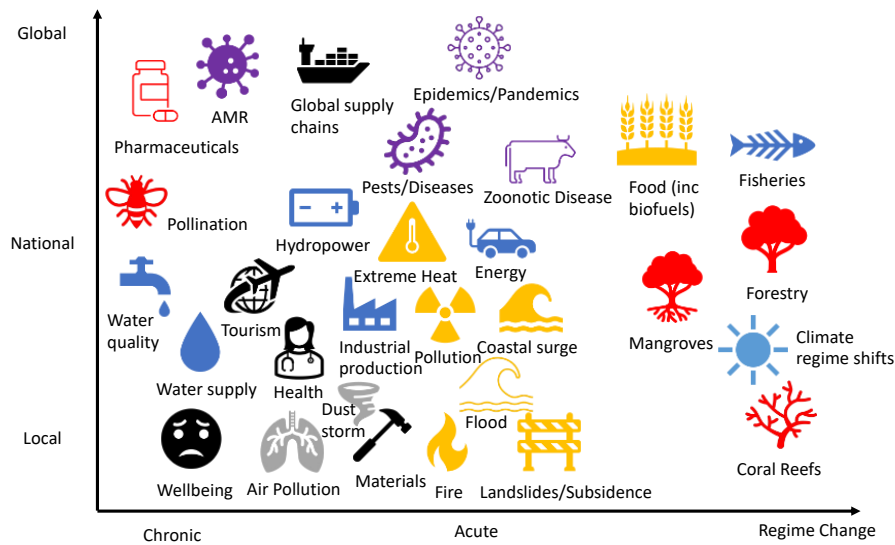 Global
Epidemics/Pandemics
AMR
Global supply
chains
Pharmaceuticals
Pests/Diseases
Zoonotic Disease
Food (inc
biofuels)
Fisheries
Pollination
National
Hydropower
Extreme Heat
Energy
Forestry
Water
quality
Tourism
Industrial
production
Pollution
Coastal surge
Mangroves
Climate
regime shifts
Water supply
Health
Dust
storm
Flood
Local
Wellbeing
Air Pollution
Materials
Fire
Landslides/Subsidence
Coral Reefs
Chronic
Acute
Regime Change